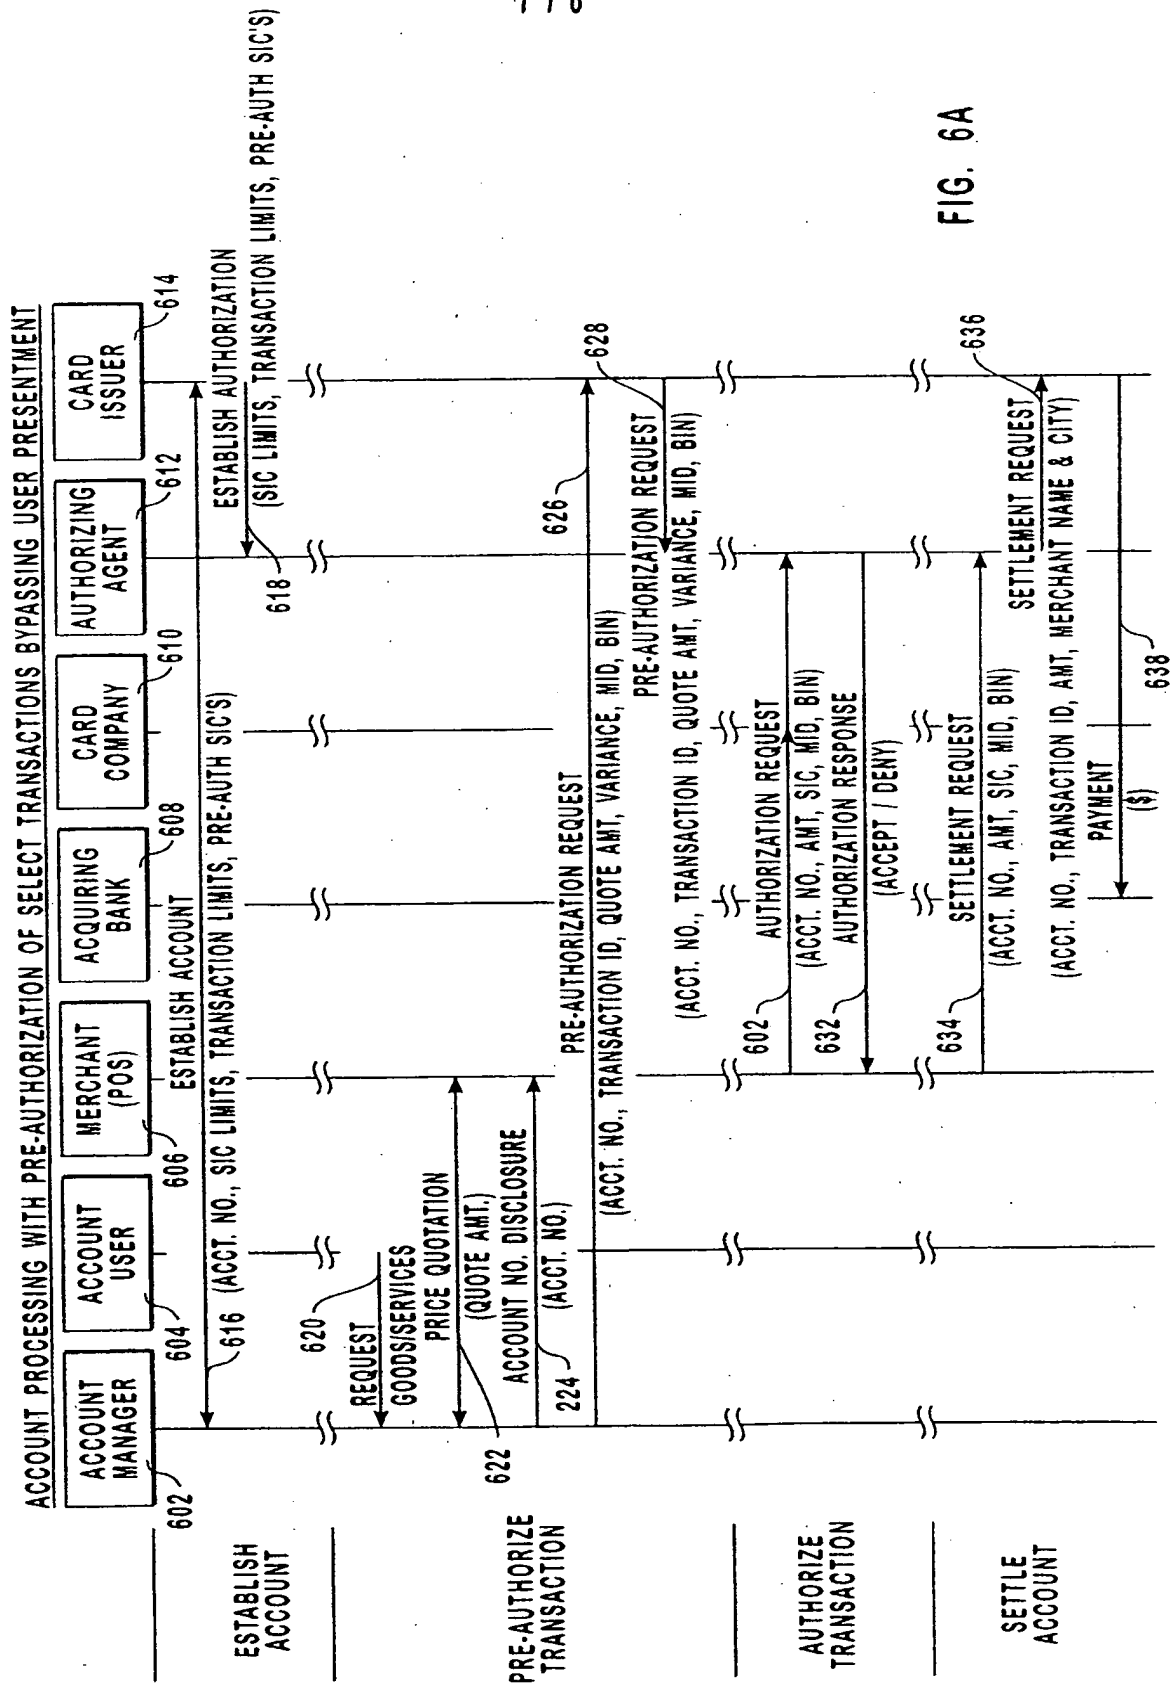 ACCOUNT PROCESSING WITH PRE-AUTHORIZATION OF SELECT TRANSACTIONS BYPASSING USER PRESENTMENT
ACCOUNT
MANAGER
602
ACCOUNT
USER
604
MERCHANT
(POS)
606
ACQUIRING
BANK
608
CARD
COMPANY
610
AUTHORIZING
AGENT
612
CARD
ISSUER
614
ESTABLISH
ACCOUNT
ESTABLISH ACCOUNT
616 (ACCT. NO., SIC LIMITS, TRANSACTION LIMITS, PRE-AUTH SIC'S)
ESTABLISH AUTHORIZATION
(SIC LIMITS, TRANSACTION LIMITS, PRE-AUTH SIC'S)
618
PRE-AUTHORIZE
TRANSACTION
620
REQUEST
GOODS/SERVICES
PRICE QUOTATION
(QUOTE AMT.)
622
ACCOUNT NO. DISCLOSURE
(ACCT. NO.)
224
PRE-AUTHORIZATION REQUEST
626
(ACCT. NO., TRANSACTION ID, QUOTE AMT, VARIANCE, MID, BIN)
628
PRE-AUTHORIZATION REQUEST
(ACCT. NO., TRANSACTION ID, QUOTE AMT, VARIANCE, MID, BIN)
AUTHORIZE
TRANSACTION
602
AUTHORIZATION REQUEST
(ACCT. NO., AMT, SIC, MID, BIN)
632
AUTHORIZATION RESPONSE
(ACCEPT / DENY)
SETTLE
ACCOUNT
634
SETTLEMENT REQUEST
(ACCT. NO., AMT, SIC, MID, BIN)
SETTLEMENT REQUEST
636
(ACCT. NO., TRANSACTION ID, AMT, MERCHANT NAME & CITY)
PAYMENT
($)
638
FIG. 6A